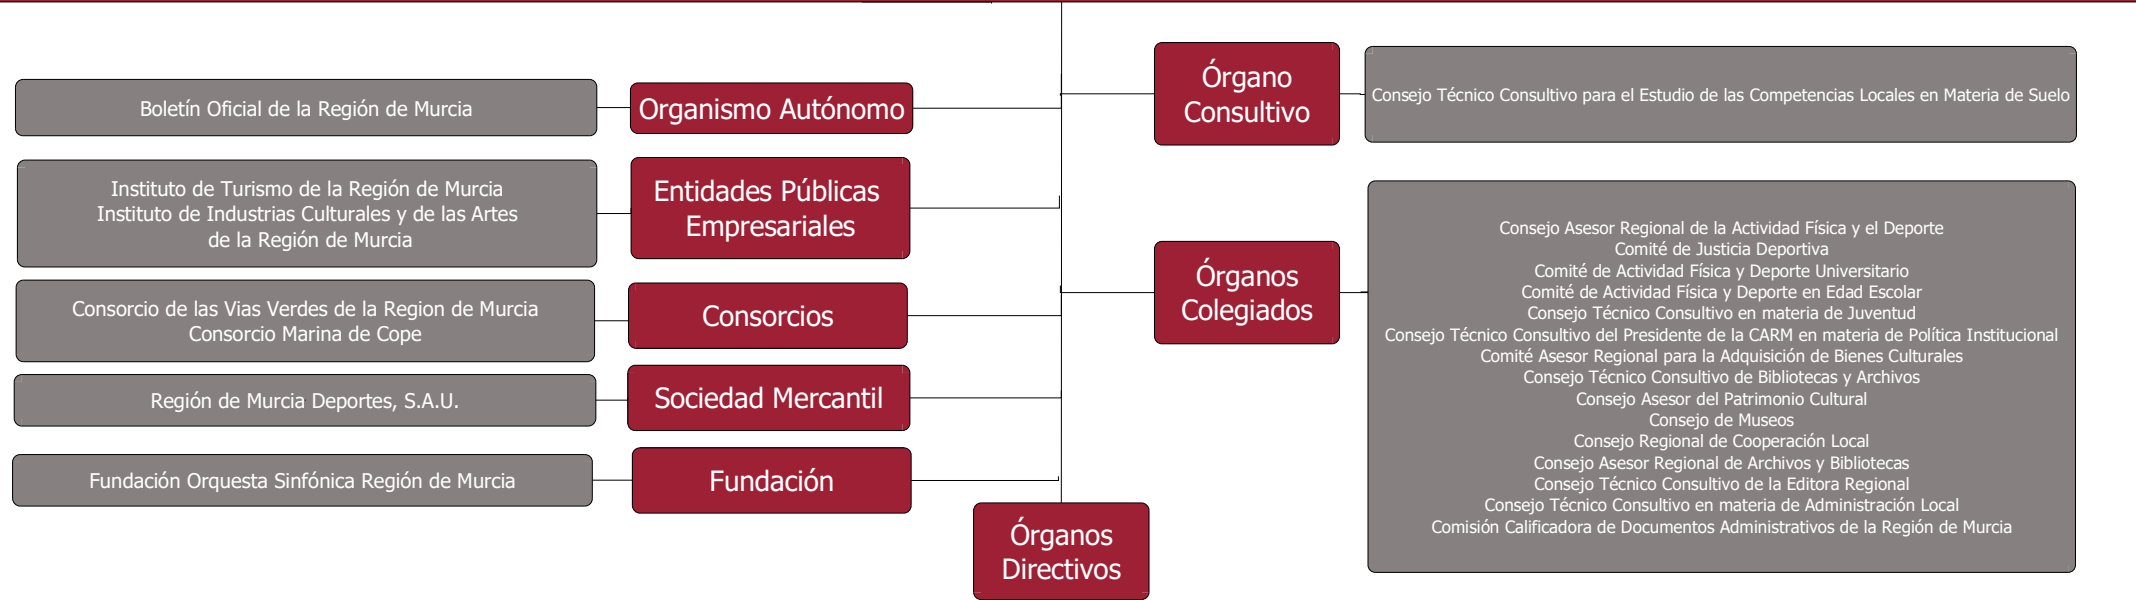 Boletín Oficial de la Región de Murcia
Organismo Autónomo
Instituto de Turismo de la Región de Murcia
Instituto de Industrias Culturales y de las Artes
de la Región de Murcia
Entidades Públicas
Empresariales
Consorcio de las Vias Verdes de la Region de Murcia
Consorcio Marina de Cope
Consorcios
Región de Murcia Deportes, S.A.U.
Sociedad Mercantil
Fundación Orquesta Sinfónica Región de Murcia
Fundación
Órganos
Directivos
Órgano
Consultivo
Consejo Técnico Consultivo para el Estudio de las Competencias Locales en Materia de Suelo
Órganos
Colegiados
Consejo Asesor Regional de la Actividad Física y el Deporte
Comité de Justicia Deportiva
Comité de Actividad Física y Deporte Universitario
Comité de Actividad Física y Deporte en Edad Escolar
Consejo Técnico Consultivo en materia de Juventud
Consejo Técnico Consultivo del Presidente de la CARM en materia de Política Institucional
Comité Asesor Regional para la Adquisición de Bienes Culturales
Consejo Técnico Consultivo de Bibliotecas y Archivos
Consejo Asesor del Patrimonio Cultural
Consejo de Museos
Consejo Regional de Cooperación Local
Consejo Asesor Regional de Archivos y Bibliotecas
Consejo Técnico Consultivo de la Editora Regional
Consejo Técnico Consultivo en materia de Administración Local
Comisión Calificadora de Documentos Administrativos de la Región de Murcia